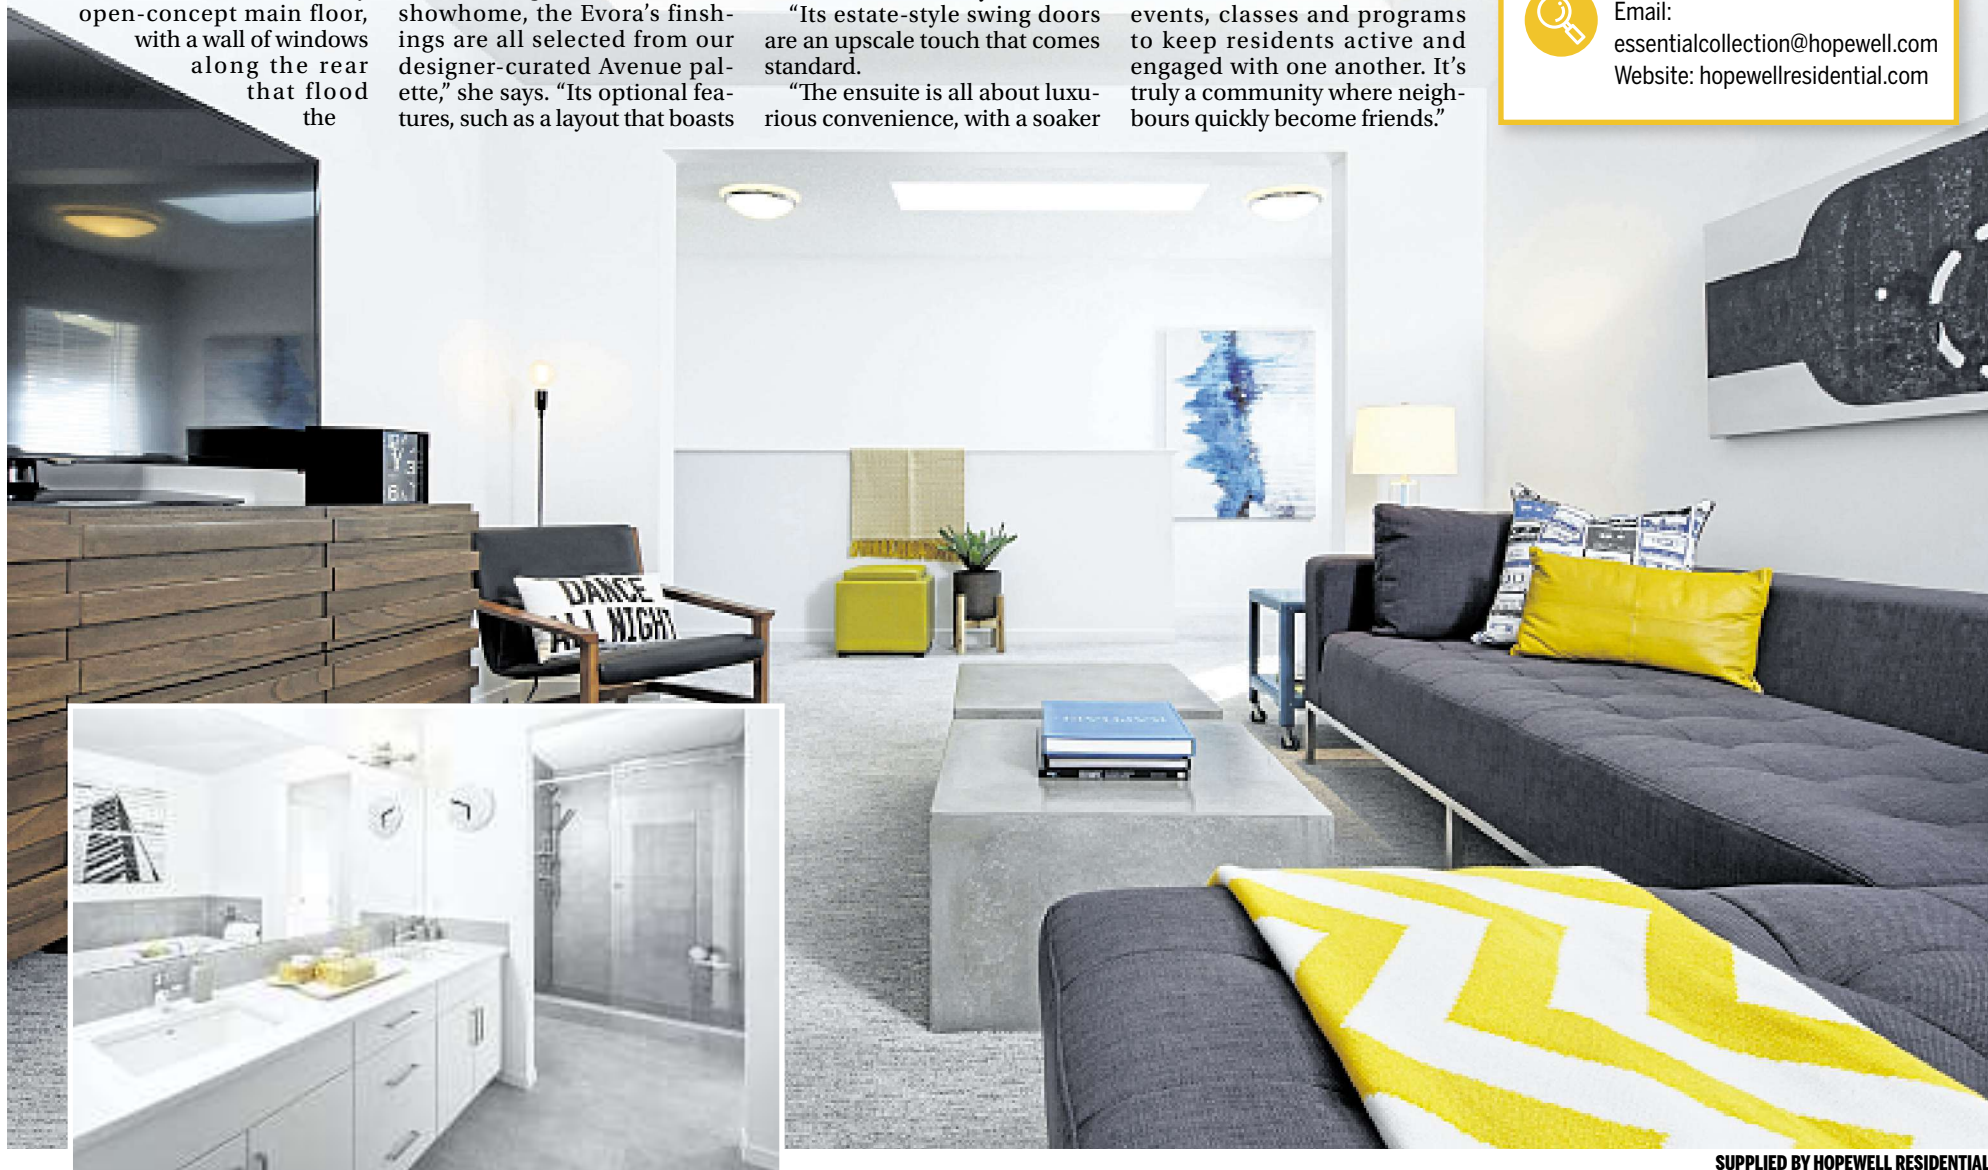 open-concept main floor,
with a wall of windows
along the rear
that flood
the
showhome, the Evora’s finsh-
ings are all selected from our
designer-curated Avenue pal-
ette,” she says. “Its optional fea-
tures, such as a layout that boasts
“Its estate-style swing doors
are an upscale touch that comes
standard.
“The ensuite is all about luxu-
rious convenience, with a soaker
events, classes and programs
to keep residents active and
engaged with one another. It’s
truly a community where neigh-
bours quickly become friends.”
Email:
essentialcollection@hopewell.com
Website: hopewellresidential.com
DANCE
ALL NIGHT
SUPPLIED BY HOPEWELL RESIDENTIAL